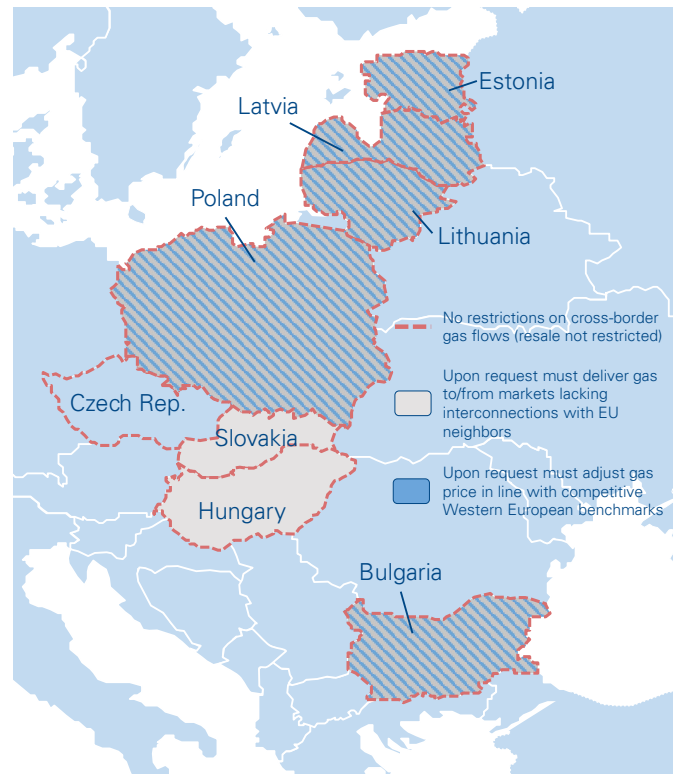 Estonia
Latvia
Poland
Lithuania
No restrictions on cross-border
gas flows (resale not restricted)
Upon request must deliver gas
to/from markets lacking
interconnections with EU
neighbors
Czech Rep.
Slovakia
Upon request must adjust gas
price in line with competitive
Western European benchmarks
Hungary
Bulgaria